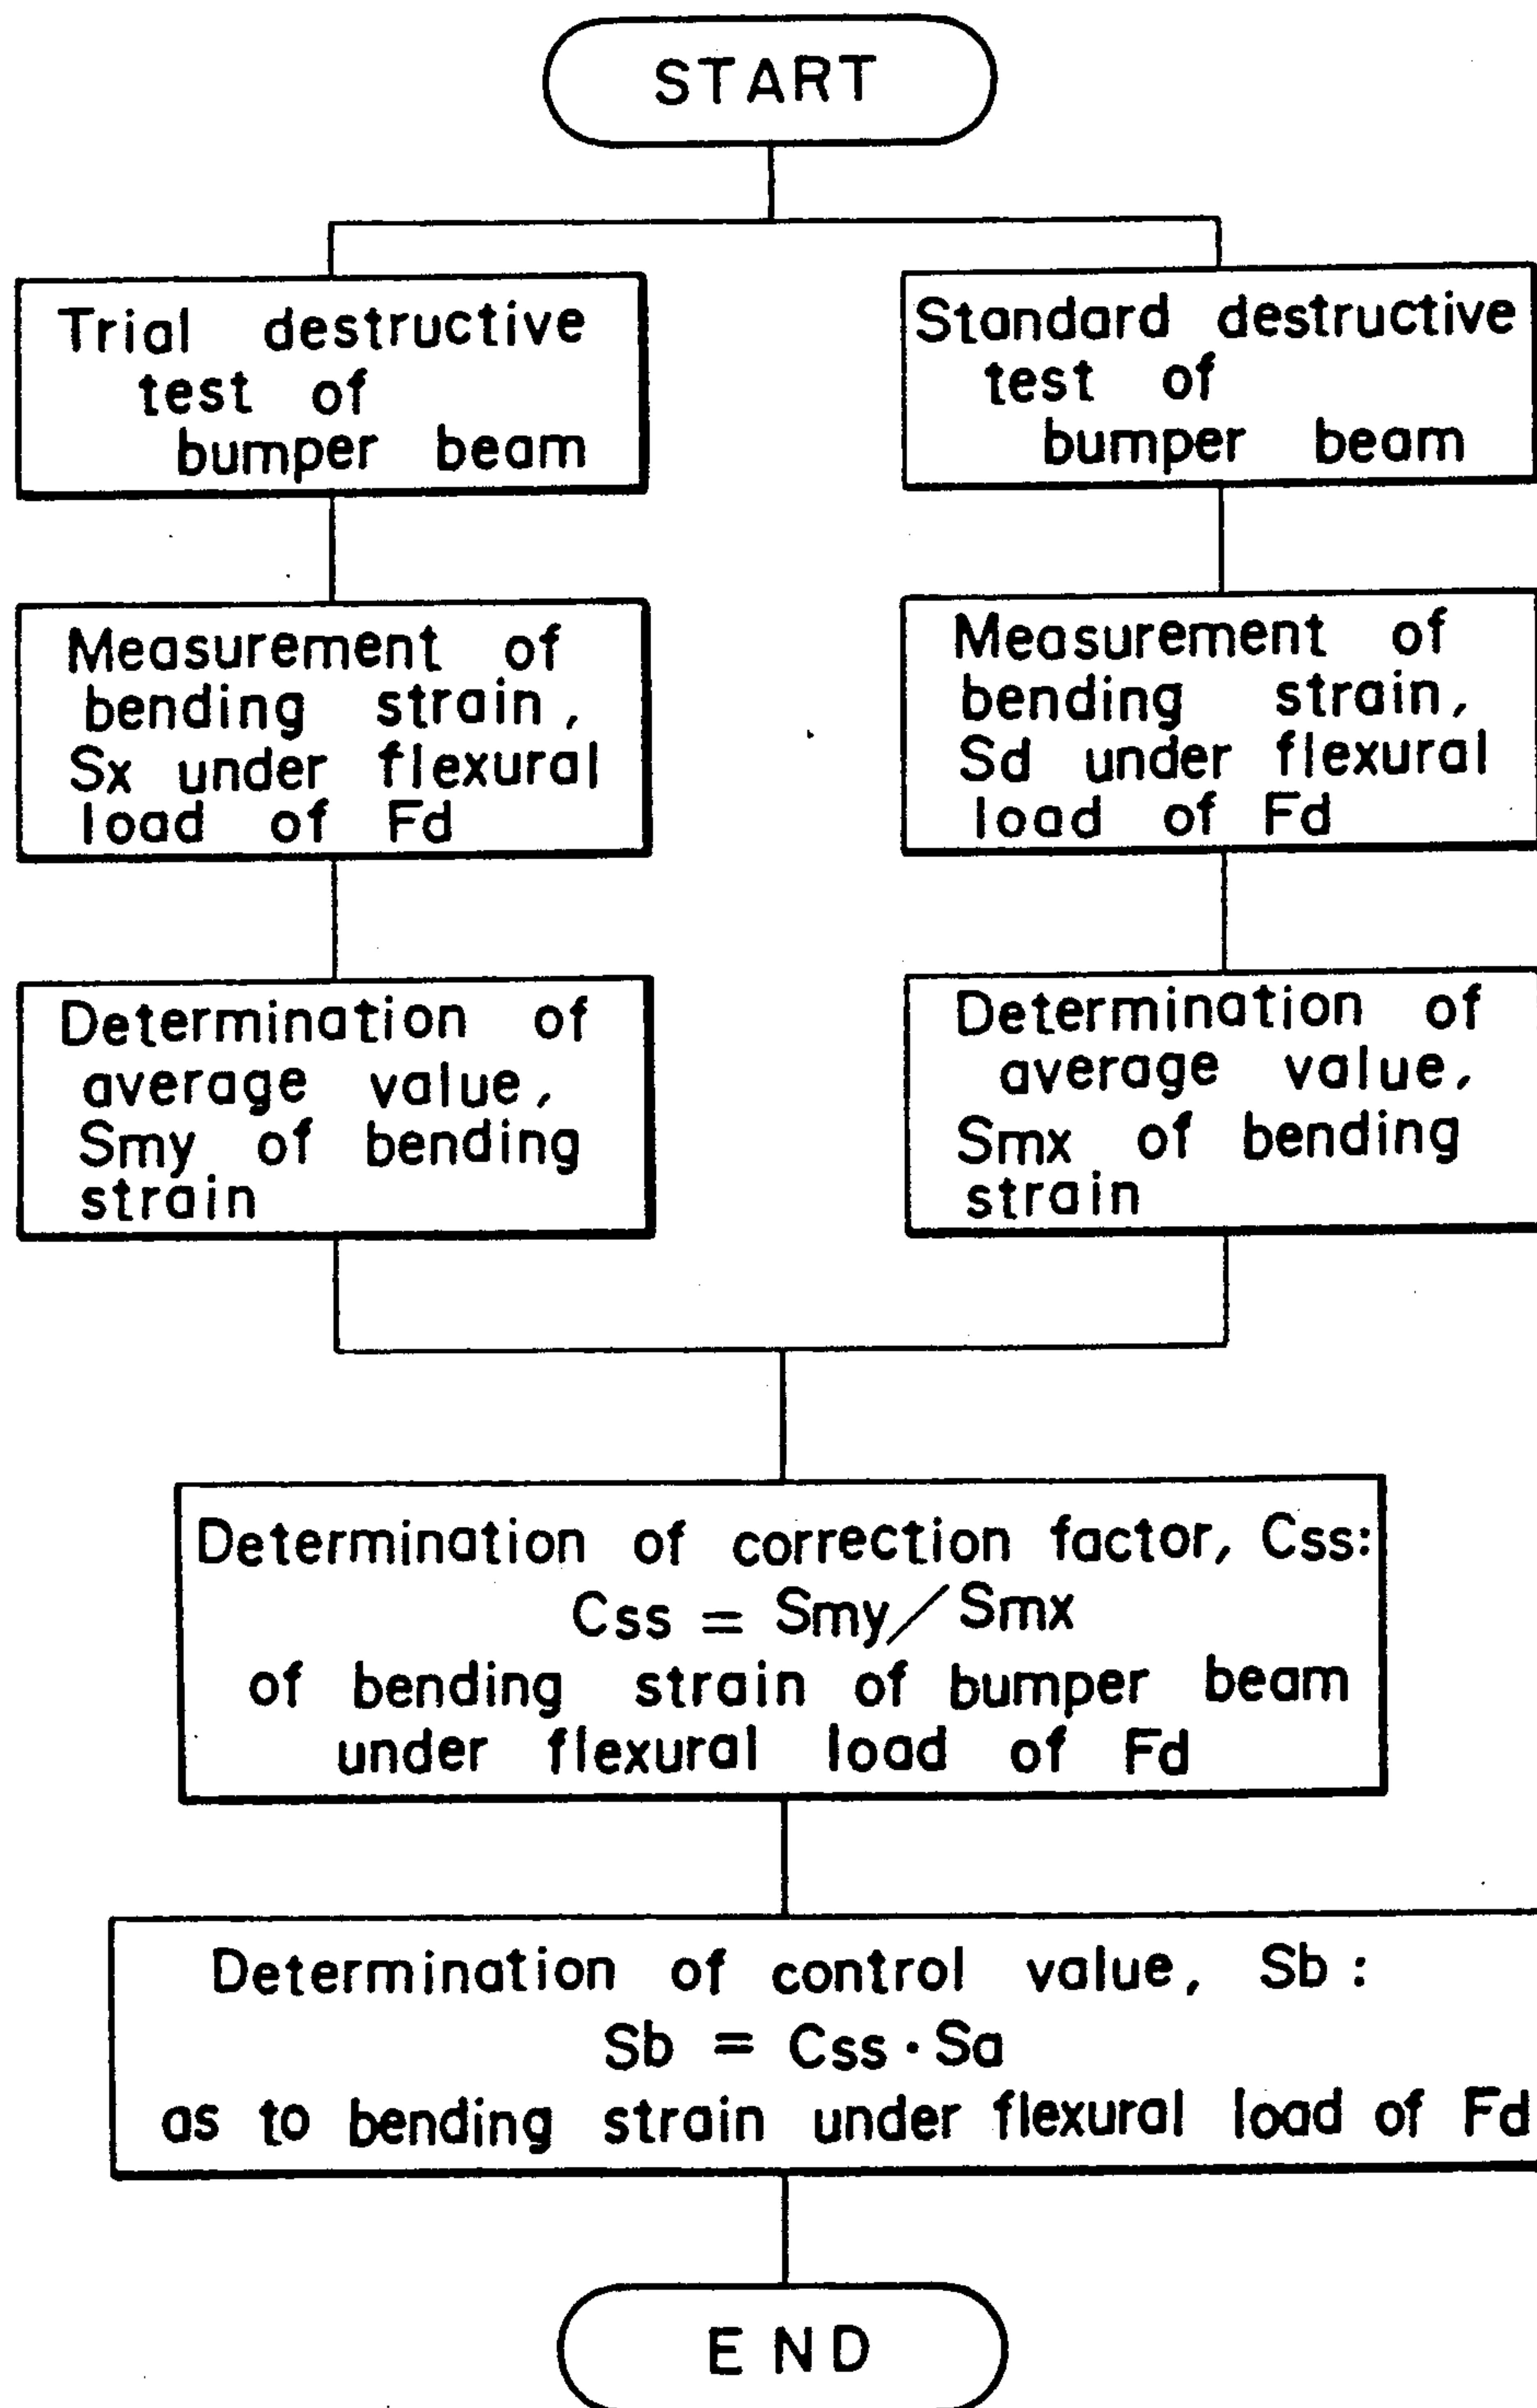 START
Trial destructive
test of
bumper beam
Standard destructive
test of
bumper beam
Measurement of
bending strain,
Sx under flexural
load of Fd
Measurement of
bending strain,
Sd under flexural
load of Fd
Determination of
average value,
Smy of bending
strain
Determination of
average value,
Smx of bending
strain
Determination of correction factor, Css:
Css = Smy/Smx
of bending strain of bumper beam
under flexural load of Fd
Determination of control value, Sb:
Sb = Css·Sa
as to bending strain under flexural load of Fd
END